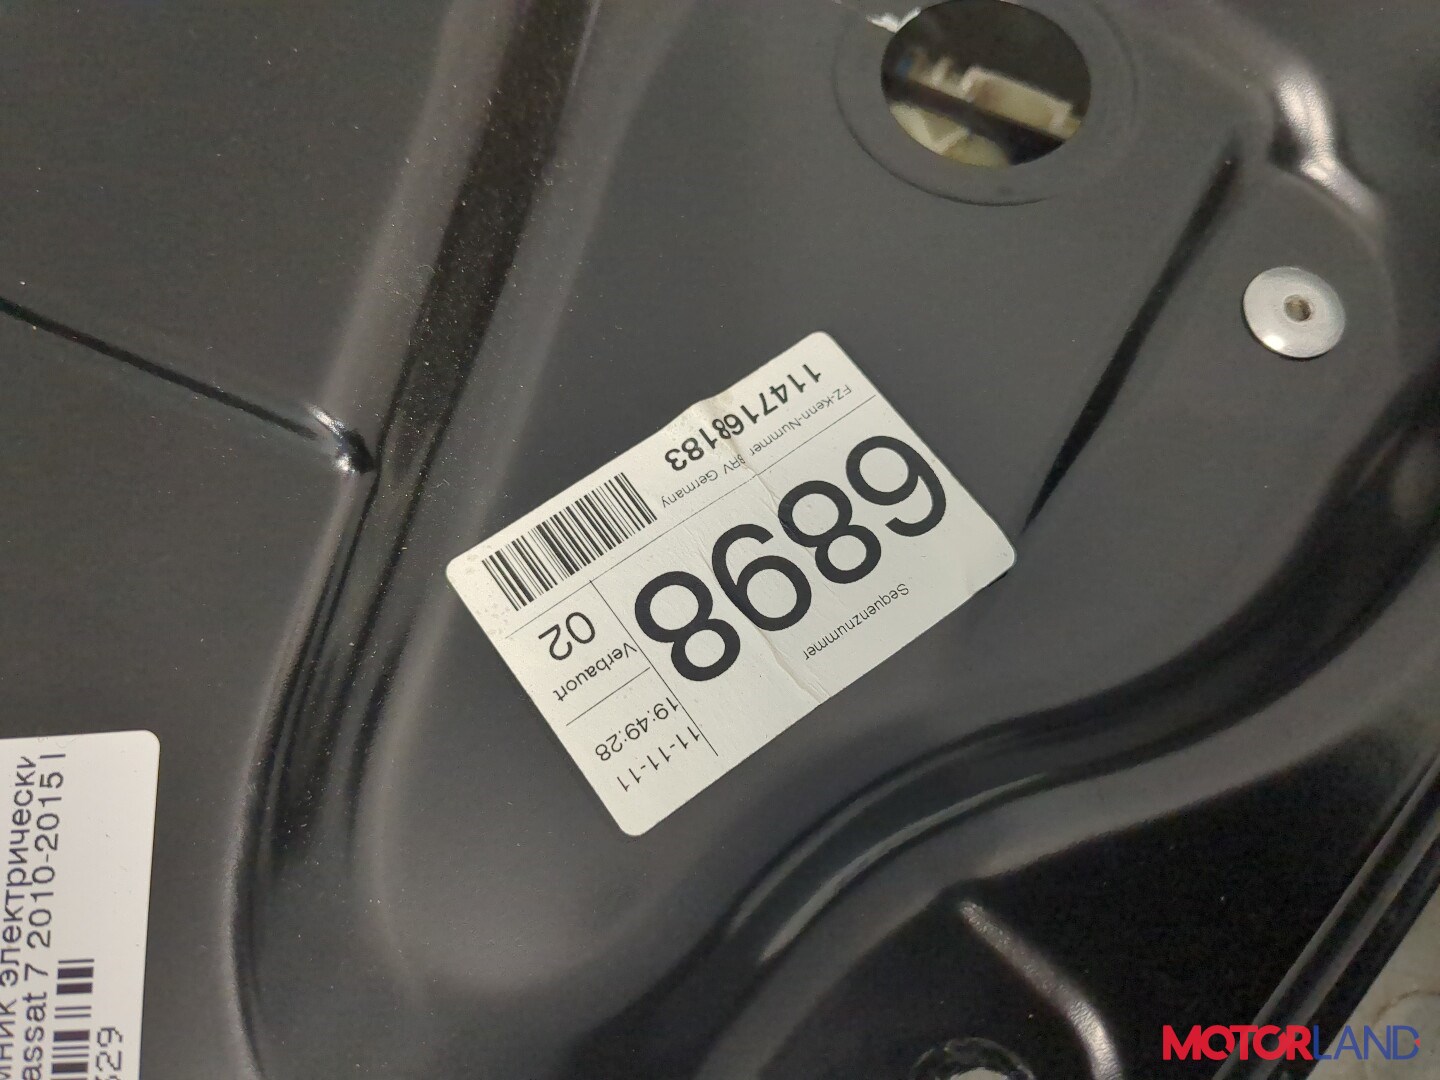 Sequenznummer
6898
11-11-11
19:49:28
Verbauort
02
FZ-Kenn-Nummer BRV Germany
1147168183
электрически
assat 7 2010-2015
MOTORLAND